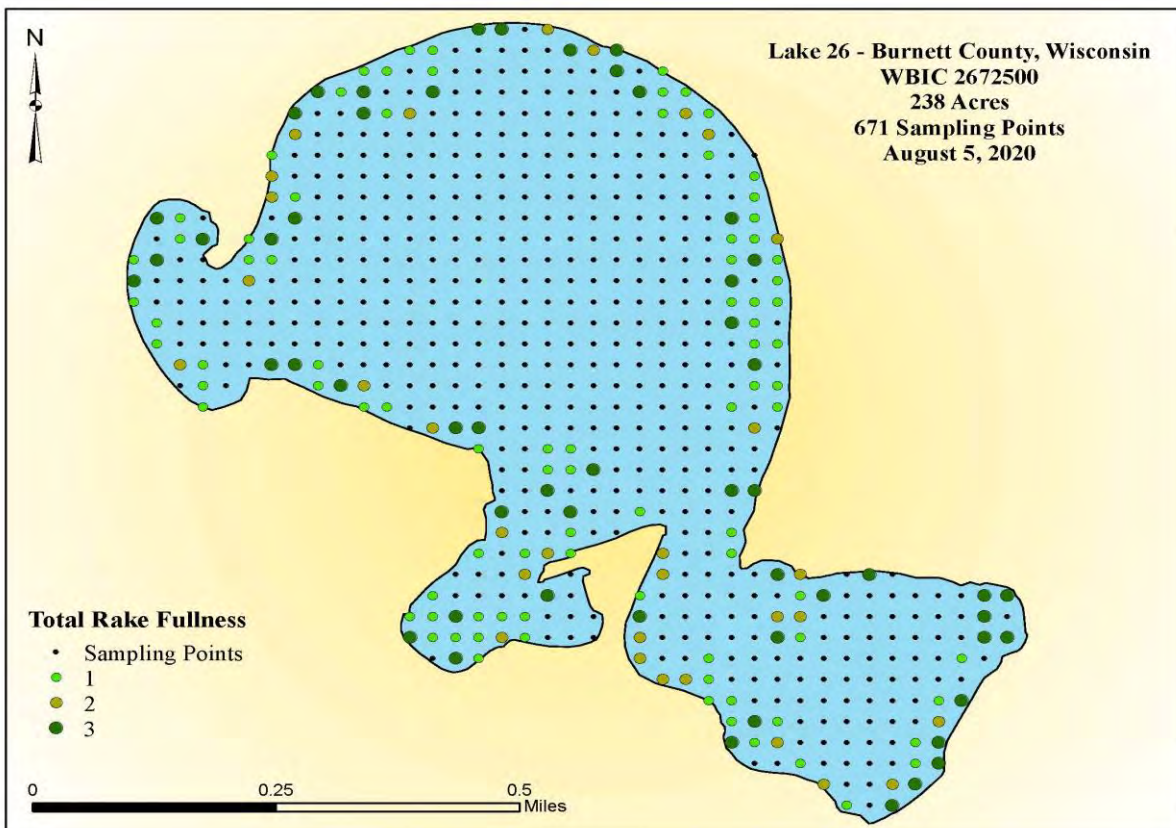 N
Lake 26 - Burnett County, Wisconsin
WBIC 2672500
238 Acres
671 Sampling Points
August 5, 2020
Total Rake Fullness
Sampling Points
1
2
3
0 0.25 0.5
Miles